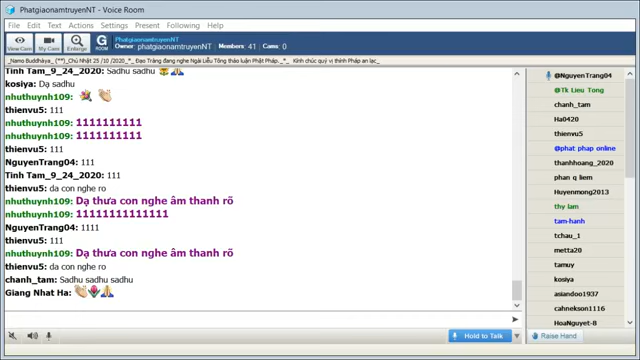 PhatgiaonamtruyenNT - Voice Room
File Edit Text Actions Settings Present Following Help
View Cam My Cam Enlarge
G ROOM
PhatgiaonamtruyenNT
Owner: phatgiaonamtruyenNT Members: 41 Cams: 0
_Namo Buddhàya_ (Chủ Nhật 25 / 10 /2020_* _Đạo Tràng đang nghe Ngài Liễu Tông thảo luận Phật Pháp._*_ Kính chúc quý vị thính Pháp an lạc_
Tinh Tam_9_24_2020: Sadhu sadhu
kosiya: Dạ sadhu
nhuthuynh109:
thienvu5: 111
nhuthuynh109: 1111111111
nhuthuynh109: 1111111111
thienvu5: 111
NguyenTrang04: 111
Tinh Tam_9_24_2020: 111
thienvu5: da con nghe ro
nhuthuynh109: Dạ thưa con nghe âm thanh rõ
nhuthuynh109: 11111111111111
NguyenTrang04: 1111
thienvu5: 111
nhuthuynh109: Dạ thưa con nghe âm thanh rõ
thienvu5: da con nghe ro
chanh_tam: Sadhu sadhu sadhu
Giang Nhat Ha:
Hold to Talk
@NguyenTrang04
@Tk Lieu Tong
chanh_tam
Ha0420
thienvu5
@phat phap online
thanhhoang_2020
phan q liem
Huyenmong2013
thy lam
tam-hanh
tchau_1
metta20
tamuy
kosiya
asiandoo1937
cahnekson1116
HoaNguyet-8
Raise Hand